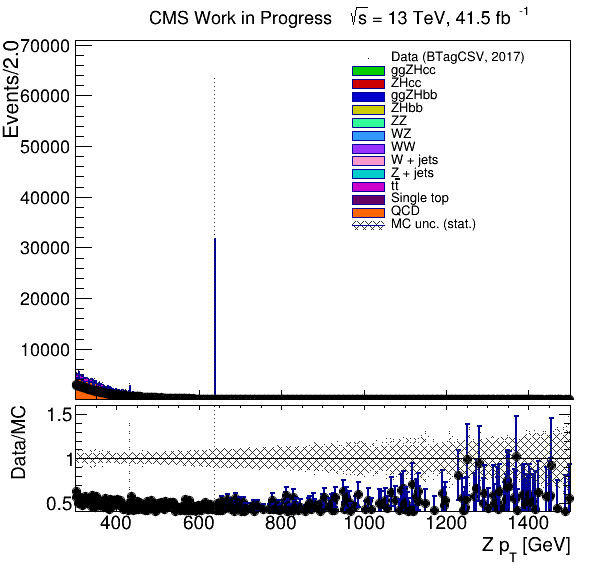 CMS Work in Progress √s = 13 TeV, 41.5 fb⁻¹
Events/2.0
70000
60000
50000
40000
30000
20000
10000
Data (BTagCSV, 2017)
ggZHcc
ZHcc
ggZHbb
ZHbb
ZZ
WZ
WW
W + jets
Z + jets
tt̅
Single top
QCD
MC unc. (stat.)
Data/MC
1.5
1
0.5
400 600 800 1000 1200 1400
Z p_T [GeV]